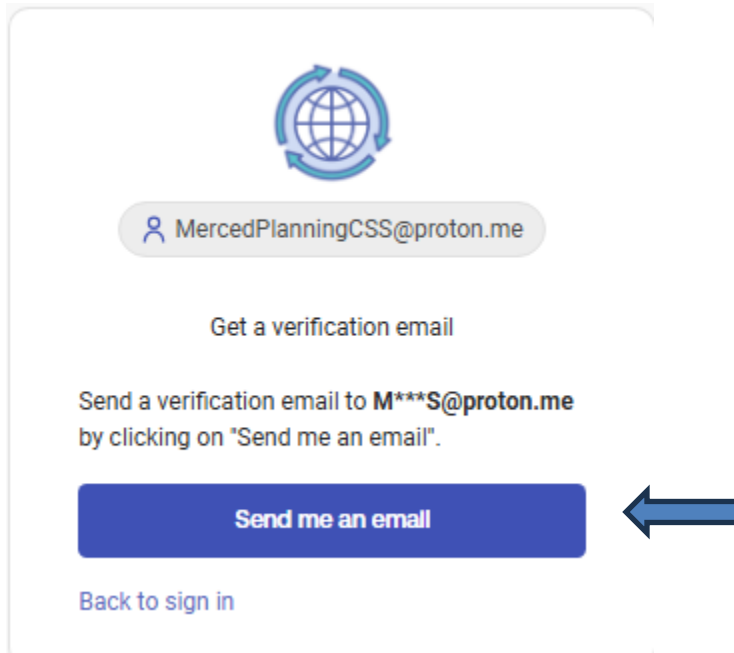 MercedPlanningCSS@proton.me
Get a verification email
Send a verification email to M***S@proton.me
by clicking on "Send me an email".
Send me an email
Back to sign in